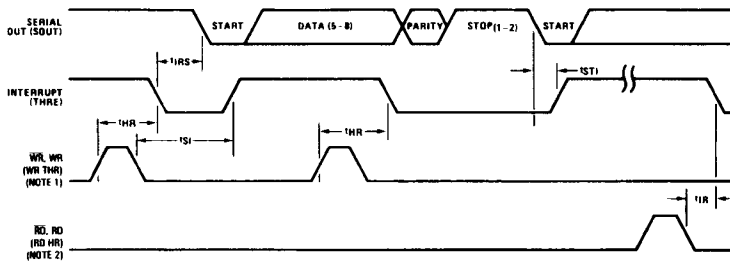 SERIAL
OUT (SOUT)
START
DATA (5-8)
PARITY
STOP(1-2)
START
tIRS
tSTI
INTERRUPT
(THRE)
tHR
tSI
tHR
WR, WR
(WR THR)
(NOTE 1)
tIR
RD, RD
(RD HR)
(NOTE 2)